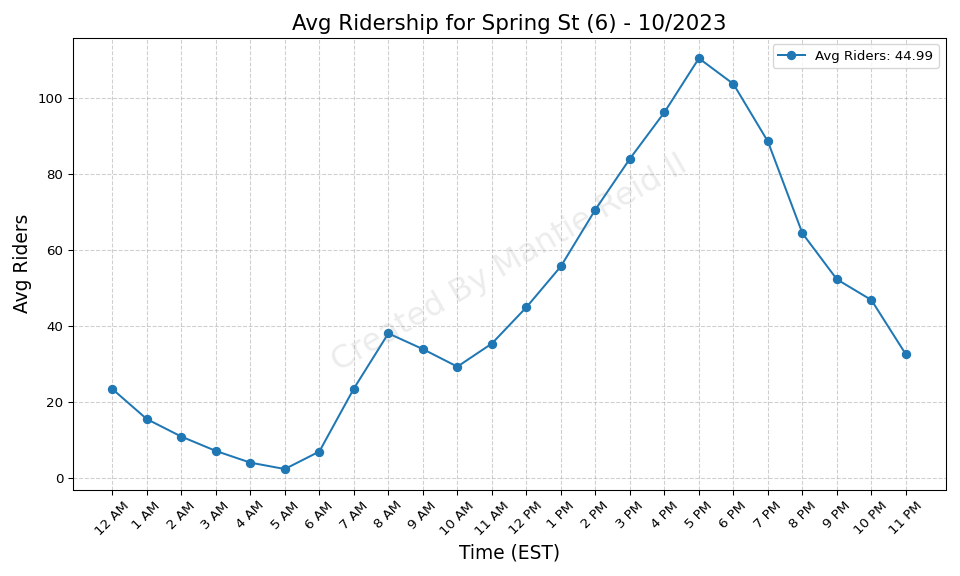 Avg Ridership for Spring St (6) - 10/2023
Avg Riders: 44.99
Avg Riders
100
80
60
40
20
0
Created By Mantie Reid II
12 AM
1 AM
2 AM
3 AM
4 AM
5 AM
6 AM
7 AM
8 AM
9 AM
10 AM
11 AM
12 PM
1 PM
2 PM
3 PM
4 PM
5 PM
6 PM
7 PM
8 PM
9 PM
10 PM
11 PM
Time (EST)